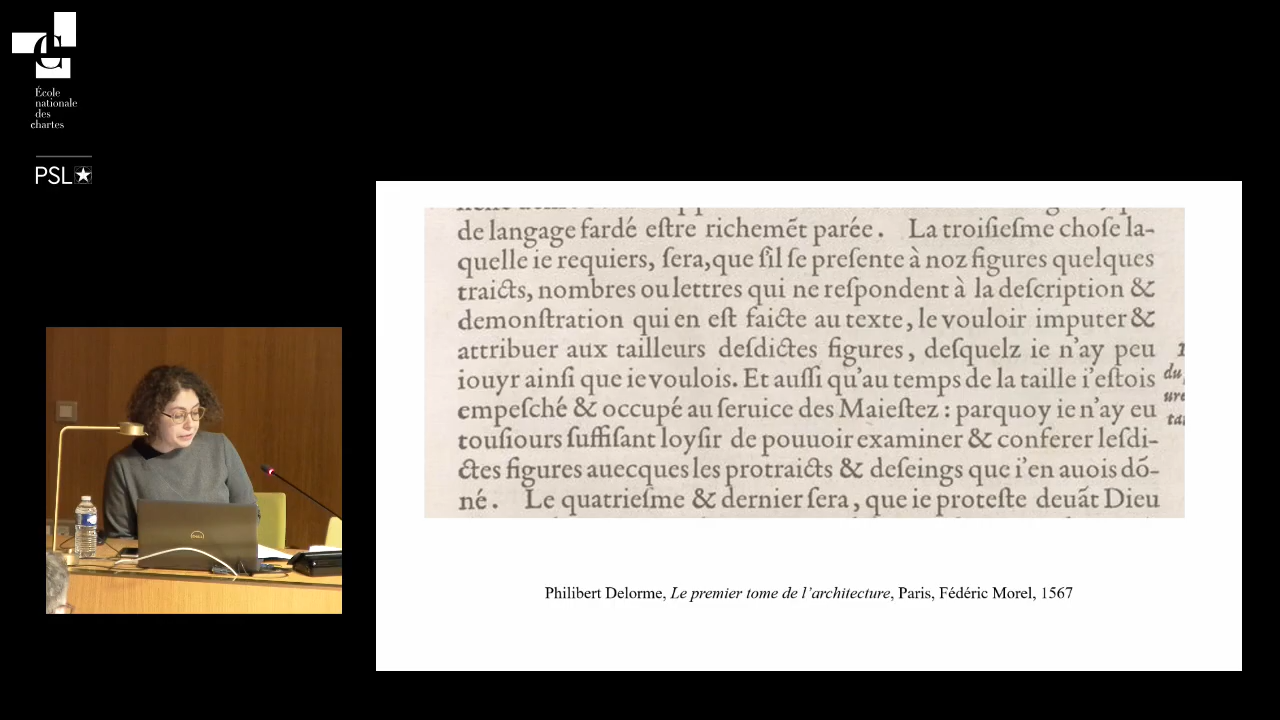 École
nationale
des
chartes
PSL
de langage fardé eſtre richemẽt parée. La troiſieſme choſe la-
quelle ie requiers, ſera, que ſ'il ſe preſente à noz figures quelques
traicts, nombres ou lettres qui ne reſpondent à la deſcription &
demonſtration qui en eſt faicte au texte, le vouloir imputer &
attribuer aux tailleurs deſdictes figures, deſquelz ie n'ay peu
iouyr ainſi que ie voulois. Et auſſi qu'au temps de la taille i'eſtois
empeſché & occupé au ſeruice des Maieſtez : parquoy ie n'ay eu
touſiours ſuffiſant loyſir de pouuoir examiner & conferer leſdi-
ctes figures auecques les protraicts & deſeings que i'en auois dõ-
né. Le quatrieſme & dernier ſera, que ie proteſte deuãt Dieu
du
Philibert Delorme, Le premier tome de l'architecture, Paris, Fédéric Morel, 1567